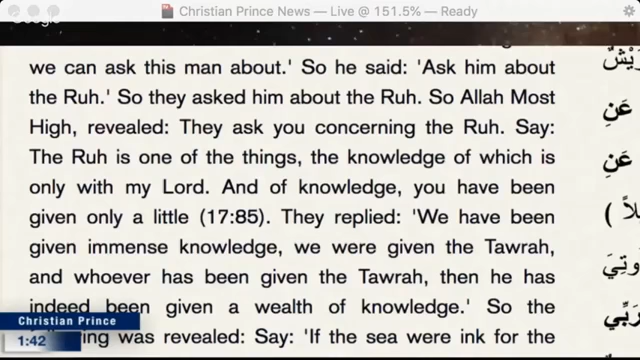 Christian Prince News — Live @ 151.5% — Ready
we can ask this man about.' So he said: 'Ask him about
the Ruh.' So they asked him about the Ruh. So Allah Most
High, revealed: They ask you concerning the Ruh. Say:
The Ruh is one of the things, the knowledge of which is
only with my Lord. And of knowledge, you have been
given only a little (17:85). They replied: 'We have been
given immense knowledge, we were given the Tawrah,
and whoever has been given the Tawrah, then he has
indeed been given a wealth of knowledge.' So the
was revealed: Say: 'If the sea were ink for the
عَنِ
عَنِ
Christian Prince
1:42